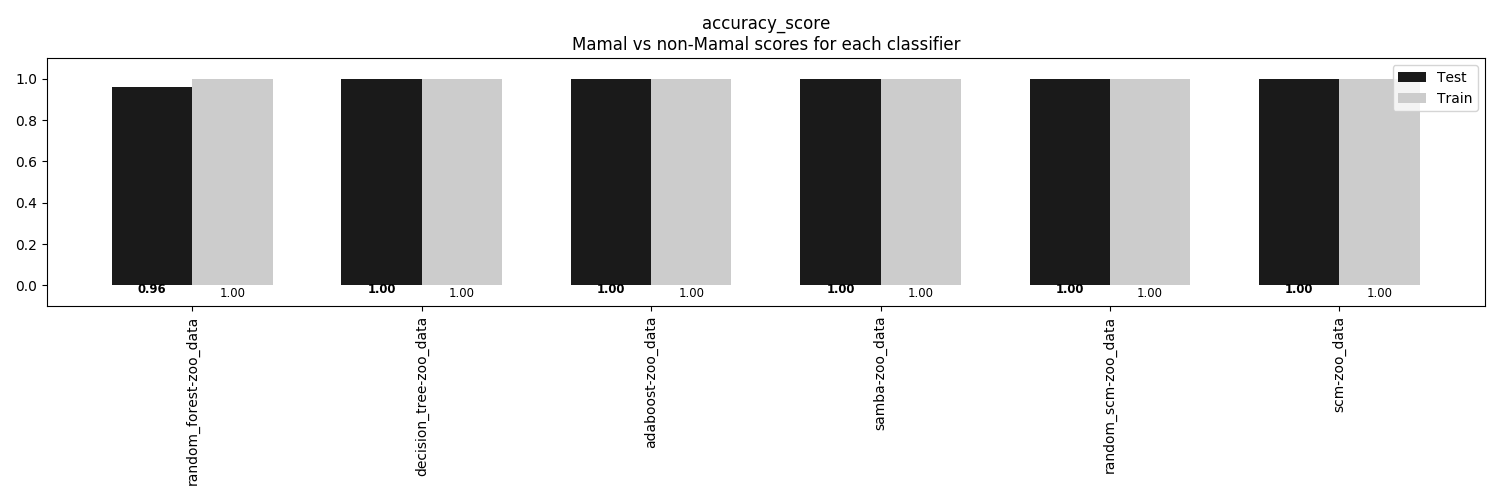 accuracy_score
Mamal vs non-Mamal scores for each classifier
Test
Train
1.0
0.8
0.6
0.4
0.2
0.0
0.96
1.00
1.00
1.00
1.00
1.00
1.00
1.00
1.00
1.00
1.00
1.00
random_forest-zoo_data
decision_tree-zoo_data
adaboost-zoo_data
samba-zoo_data
random_scm-zoo_data
scm-zoo_data